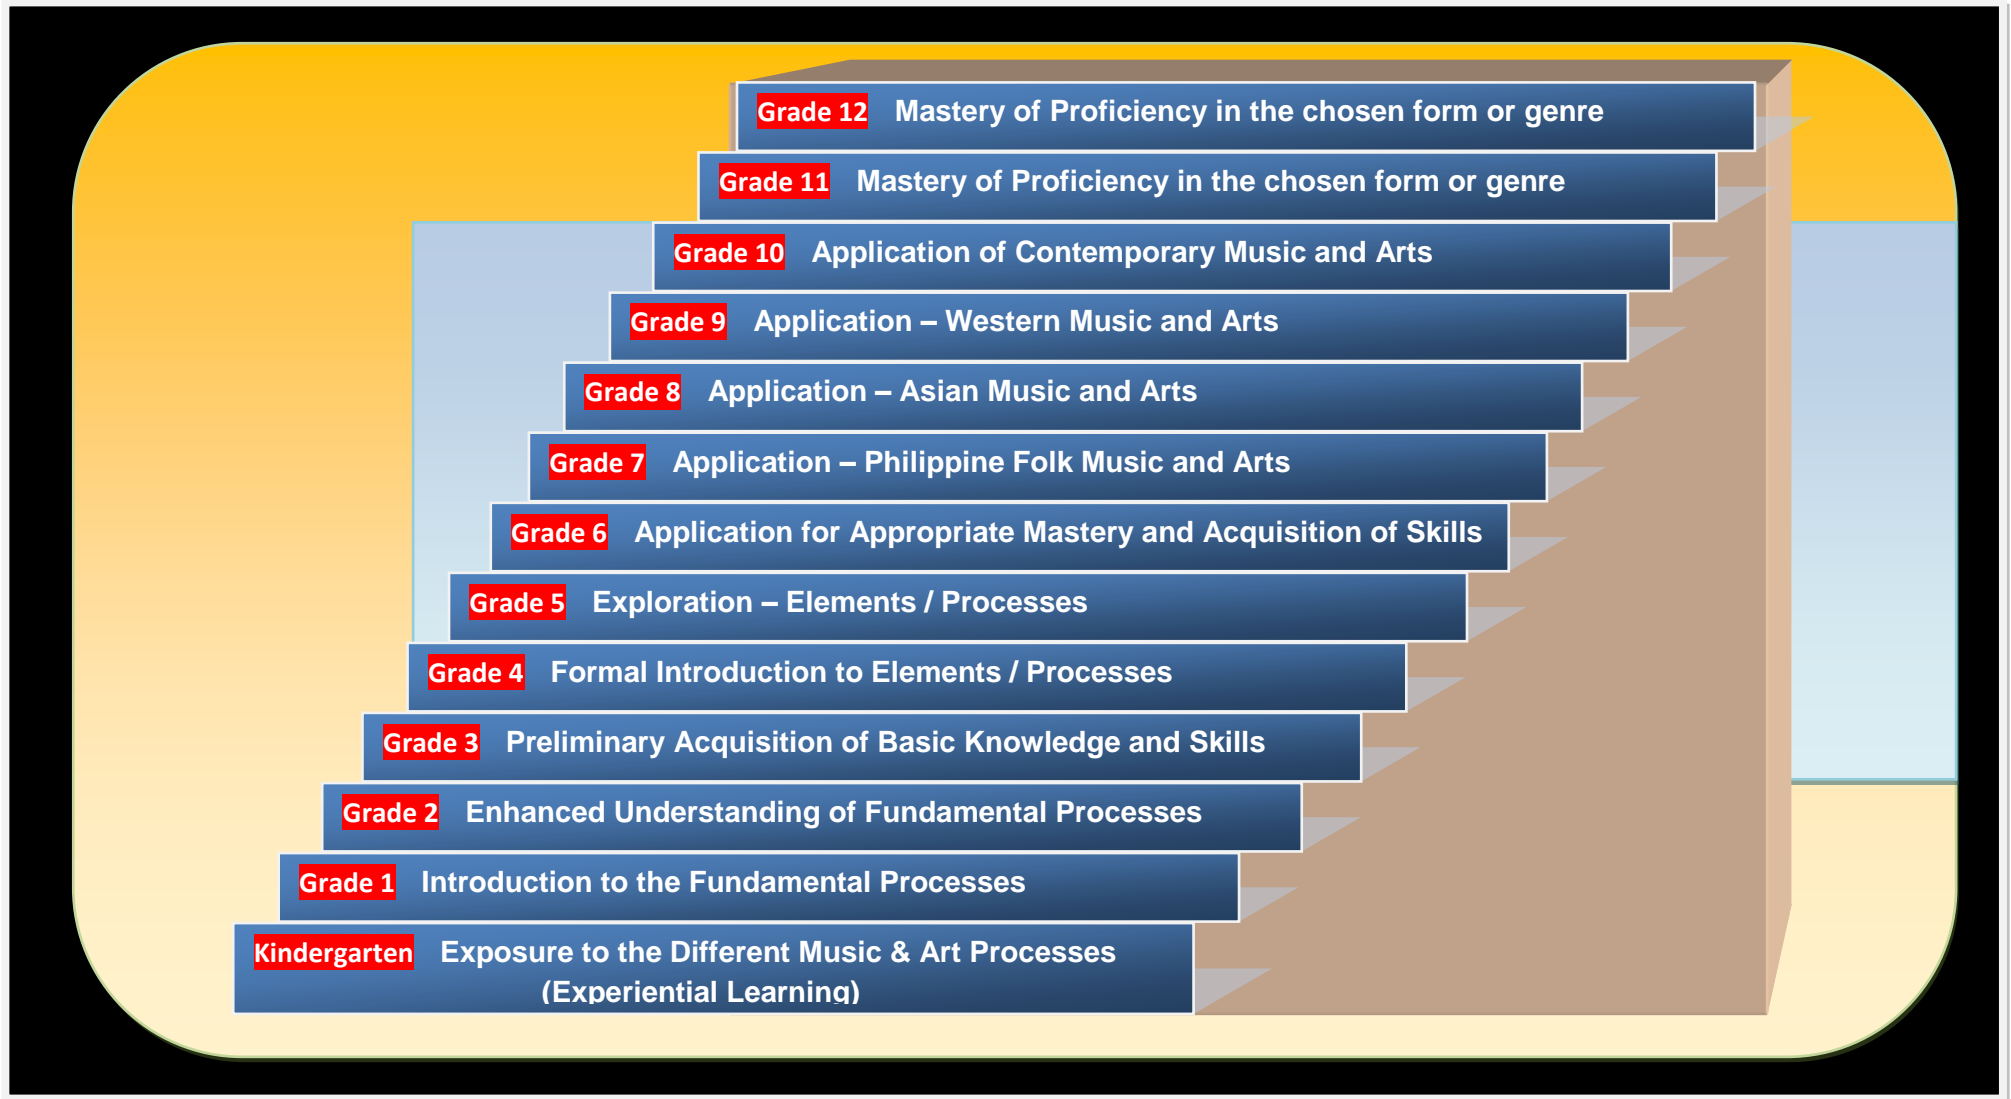 Grade 12 Mastery of Proficiency in the chosen form or genre
Grade 11 Mastery of Proficiency in the chosen form or genre
Grade 10 Application of Contemporary Music and Arts
Grade 9 Application – Western Music and Arts
Grade 8 Application – Asian Music and Arts
Grade 7 Application – Philippine Folk Music and Arts
Grade 6 Application for Appropriate Mastery and Acquisition of Skills
Grade 5 Exploration – Elements / Processes
Grade 4 Formal Introduction to Elements / Processes
Grade 3 Preliminary Acquisition of Basic Knowledge and Skills
Grade 2 Enhanced Understanding of Fundamental Processes
Grade 1 Introduction to the Fundamental Processes
Kindergarten Exposure to the Different Music & Art Processes
(Experiential Learning)